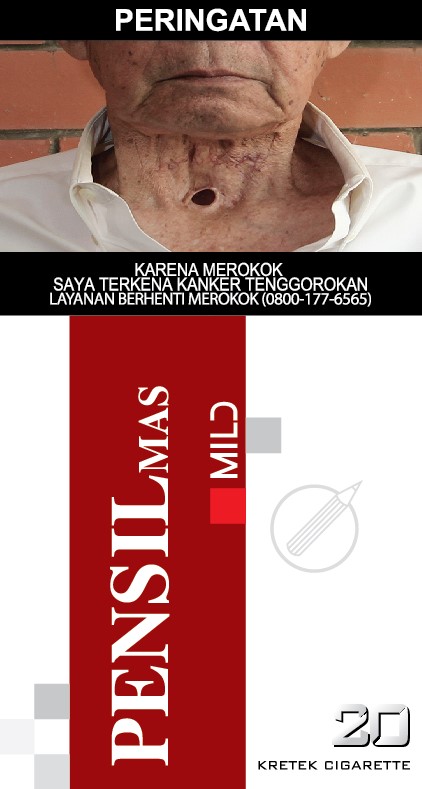 PERINGATAN
KARENA MEROKOK
SAYA TERKENA KANKER TENGGOROKAN
LAYANAN BERHENTI MEROKOK (0800-177-6565)
PENSIL MAS
MILD
20
KRETEK CIGARETTE